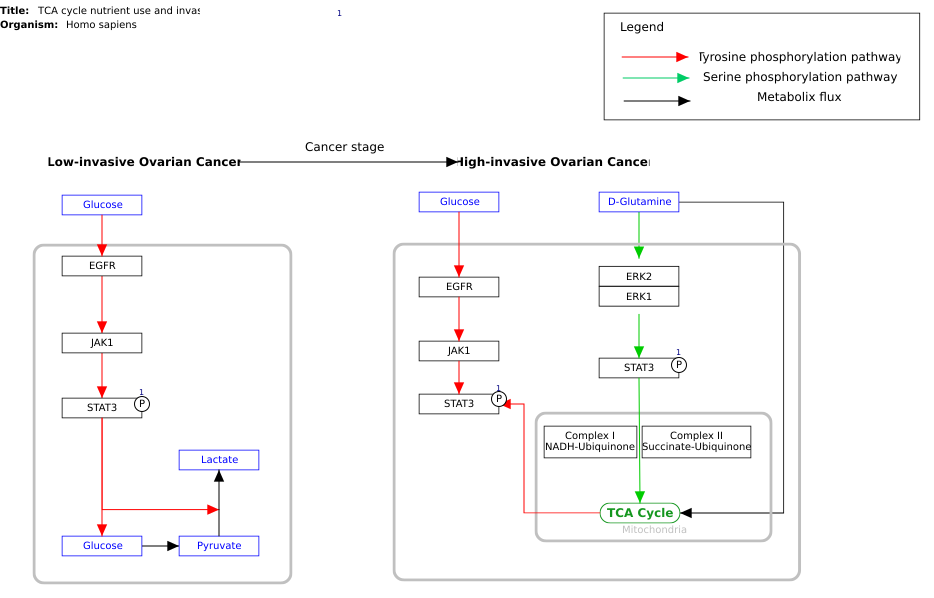 Title: TCA cycle nutrient use and invas
Organism: Homo sapiens
1
Legend
Tyrosine phosphorylation pathway
Serine phosphorylation pathway
Metabolix flux
Cancer stage
Low-invasive Ovarian Cancer
High-invasive Ovarian Cancer
Glucose
EGFR
JAK1
STAT3
1
P
Lactate
Glucose
Pyruvate
Glucose
D-Glutamine
EGFR
ERK2
ERK1
JAK1
STAT3
1
P
STAT3
1
P
Complex I
NADH-Ubiquinone
Complex II
Succinate-Ubiquinone
TCA Cycle
Mitochondria